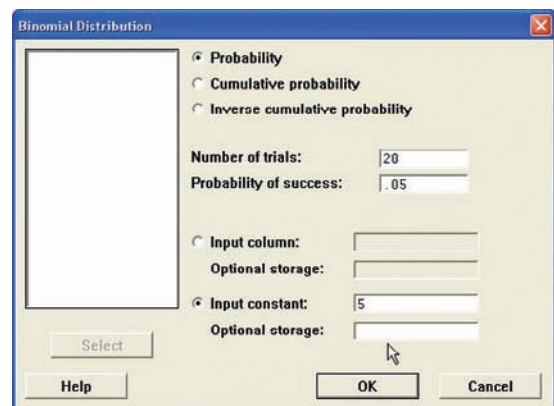 Binomial Distribution
Probability
Cumulative probability
Inverse cumulative probability
Number of trials: 20
Probability of success: .05
Input column:
Optional storage:
Input constant: 5
Optional storage:
Select
Help OK Cancel